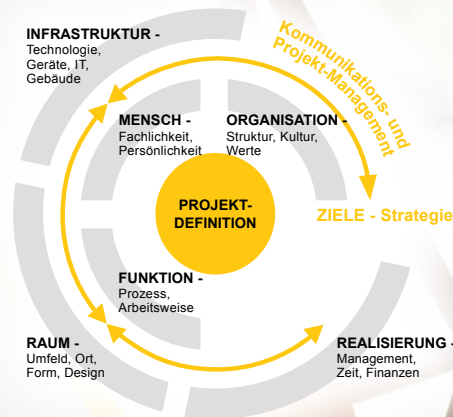 INFRASTRUKTUR -
Technologie,
Geräte, IT,
Gebäude
Kommunikations- und
Projekt-Management
MENSCH -
Fachlichkeit,
Persönlichkeit
ORGANISATION -
Struktur, Kultur,
Werte
PROJEKT-
DEFINITION
ZIELE - Strategie
FUNKTION -
Prozess,
Arbeitsweise
RAUM -
Umfeld, Ort,
Form, Design
REALISIERUNG -
Management,
Zeit, Finanzen